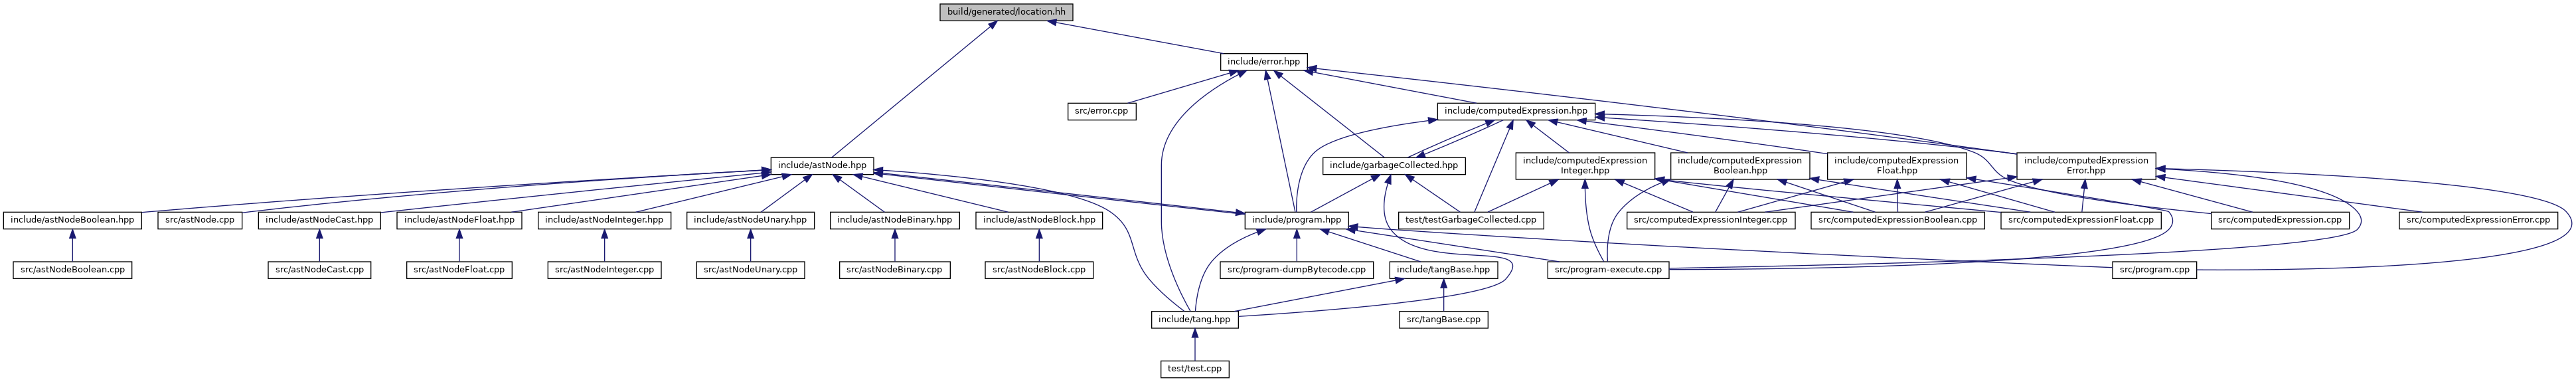 build/generated/location.hh
include/error.hpp
src/error.cpp
include/computedExpression.hpp
include/astNode.hpp
include/garbageCollected.hpp
include/computedExpression
Integer.hpp
include/computedExpression
Boolean.hpp
include/computedExpression
Float.hpp
include/computedExpression
Error.hpp
include/astNodeBoolean.hpp
src/astNode.cpp
include/astNodeCast.hpp
include/astNodeFloat.hpp
include/astNodeInteger.hpp
include/astNodeUnary.hpp
include/astNodeBinary.hpp
include/astNodeBlock.hpp
include/program.hpp
test/testGarbageCollected.cpp
src/computedExpressionInteger.cpp
src/computedExpressionBoolean.cpp
src/computedExpressionFloat.cpp
src/computedExpression.cpp
src/computedExpressionError.cpp
src/astNodeBoolean.cpp
src/astNodeCast.cpp
src/astNodeFloat.cpp
src/astNodeInteger.cpp
src/astNodeUnary.cpp
src/astNodeBinary.cpp
src/astNodeBlock.cpp
src/program-dumpBytecode.cpp
include/tangBase.hpp
src/program-execute.cpp
src/program.cpp
include/tang.hpp
src/tangBase.cpp
test/test.cpp